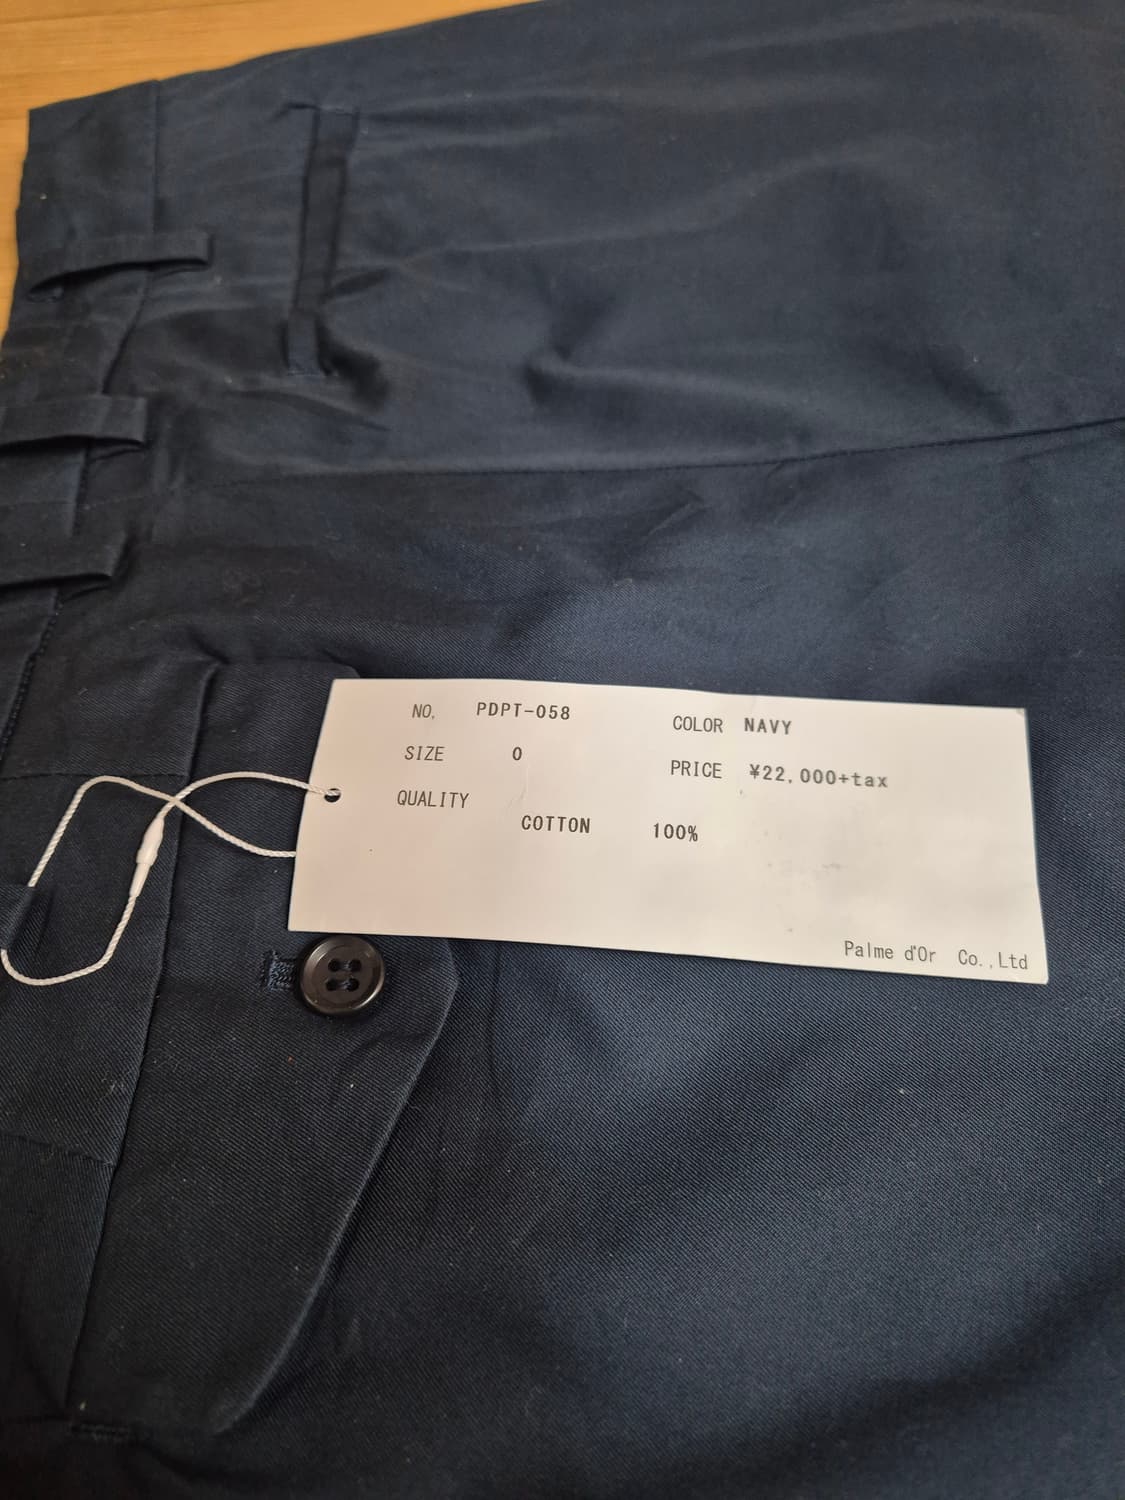 NO. PDPT-058
COLOR NAVY
SIZE 0
PRICE ¥22,000+tax
QUALITY
COTTON 100%
Palme d'Or Co.,Ltd